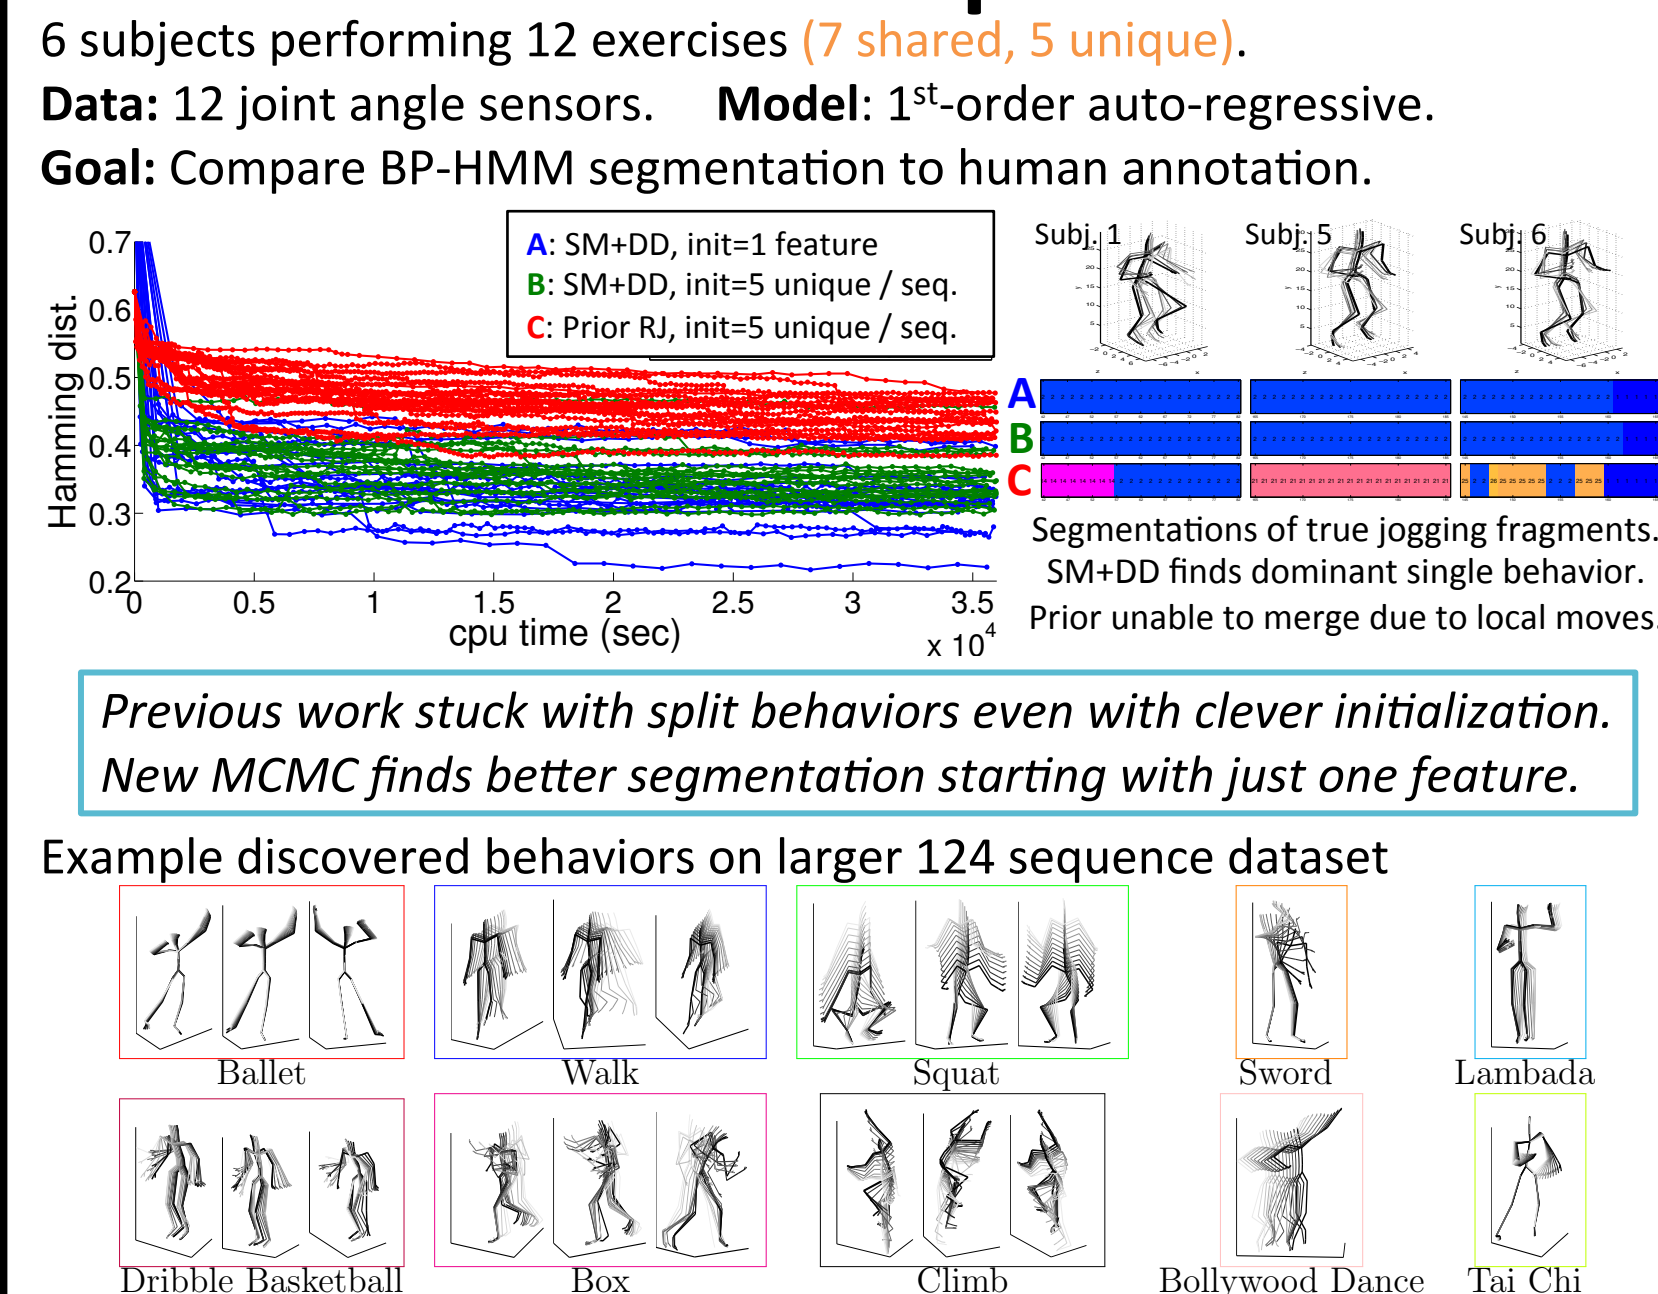 6 subjects performing 12 exercises (7 shared, 5 unique).
Data: 12 joint angle sensors. Model: 1st-order auto-regressive.
Goal: Compare BP-HMM segmentation to human annotation.
A: SM+DD, init=1 feature
B: SM+DD, init=5 unique / seq.
C: Prior RJ, init=5 unique / seq.
Hamming dist.
0.7
0.6
0.5
0.4
0.3
0.2
0 0.5 1 1.5 2 2.5 3 3.5
cpu time (sec)
x 10^4
Subj. 1 Subj. 5 Subj. 6
A
B
C
Segmentations of true jogging fragments.
SM+DD finds dominant single behavior.
Prior unable to merge due to local moves.
Previous work stuck with split behaviors even with clever initialization.
New MCMC finds better segmentation starting with just one feature.
Example discovered behaviors on larger 124 sequence dataset
Ballet Walk Squat Sword Lambada
Dribble Basketball Box Climb Bollywood Dance Tai Chi